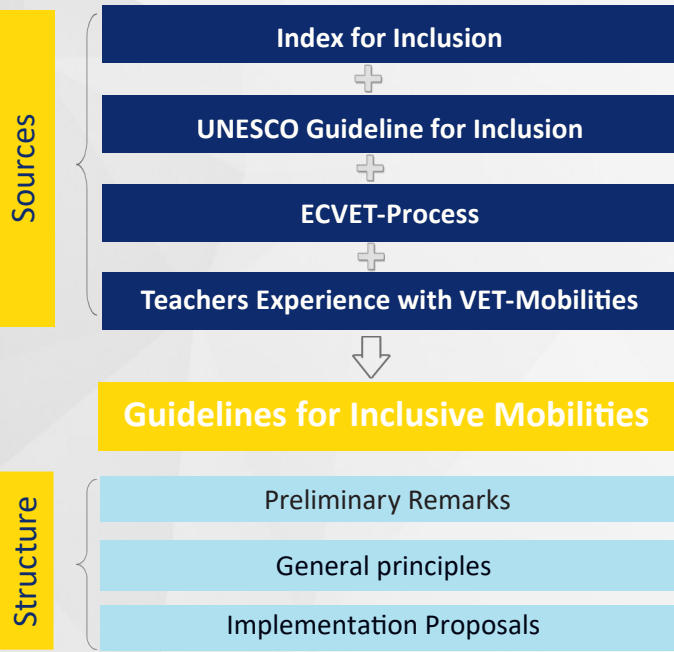 Sources
Index for Inclusion
UNESCO Guideline for Inclusion
ECVET-Process
Teachers Experience with VET-Mobilities
Guidelines for Inclusive Mobilities
Structure
Preliminary Remarks
General principles
Implementation Proposals